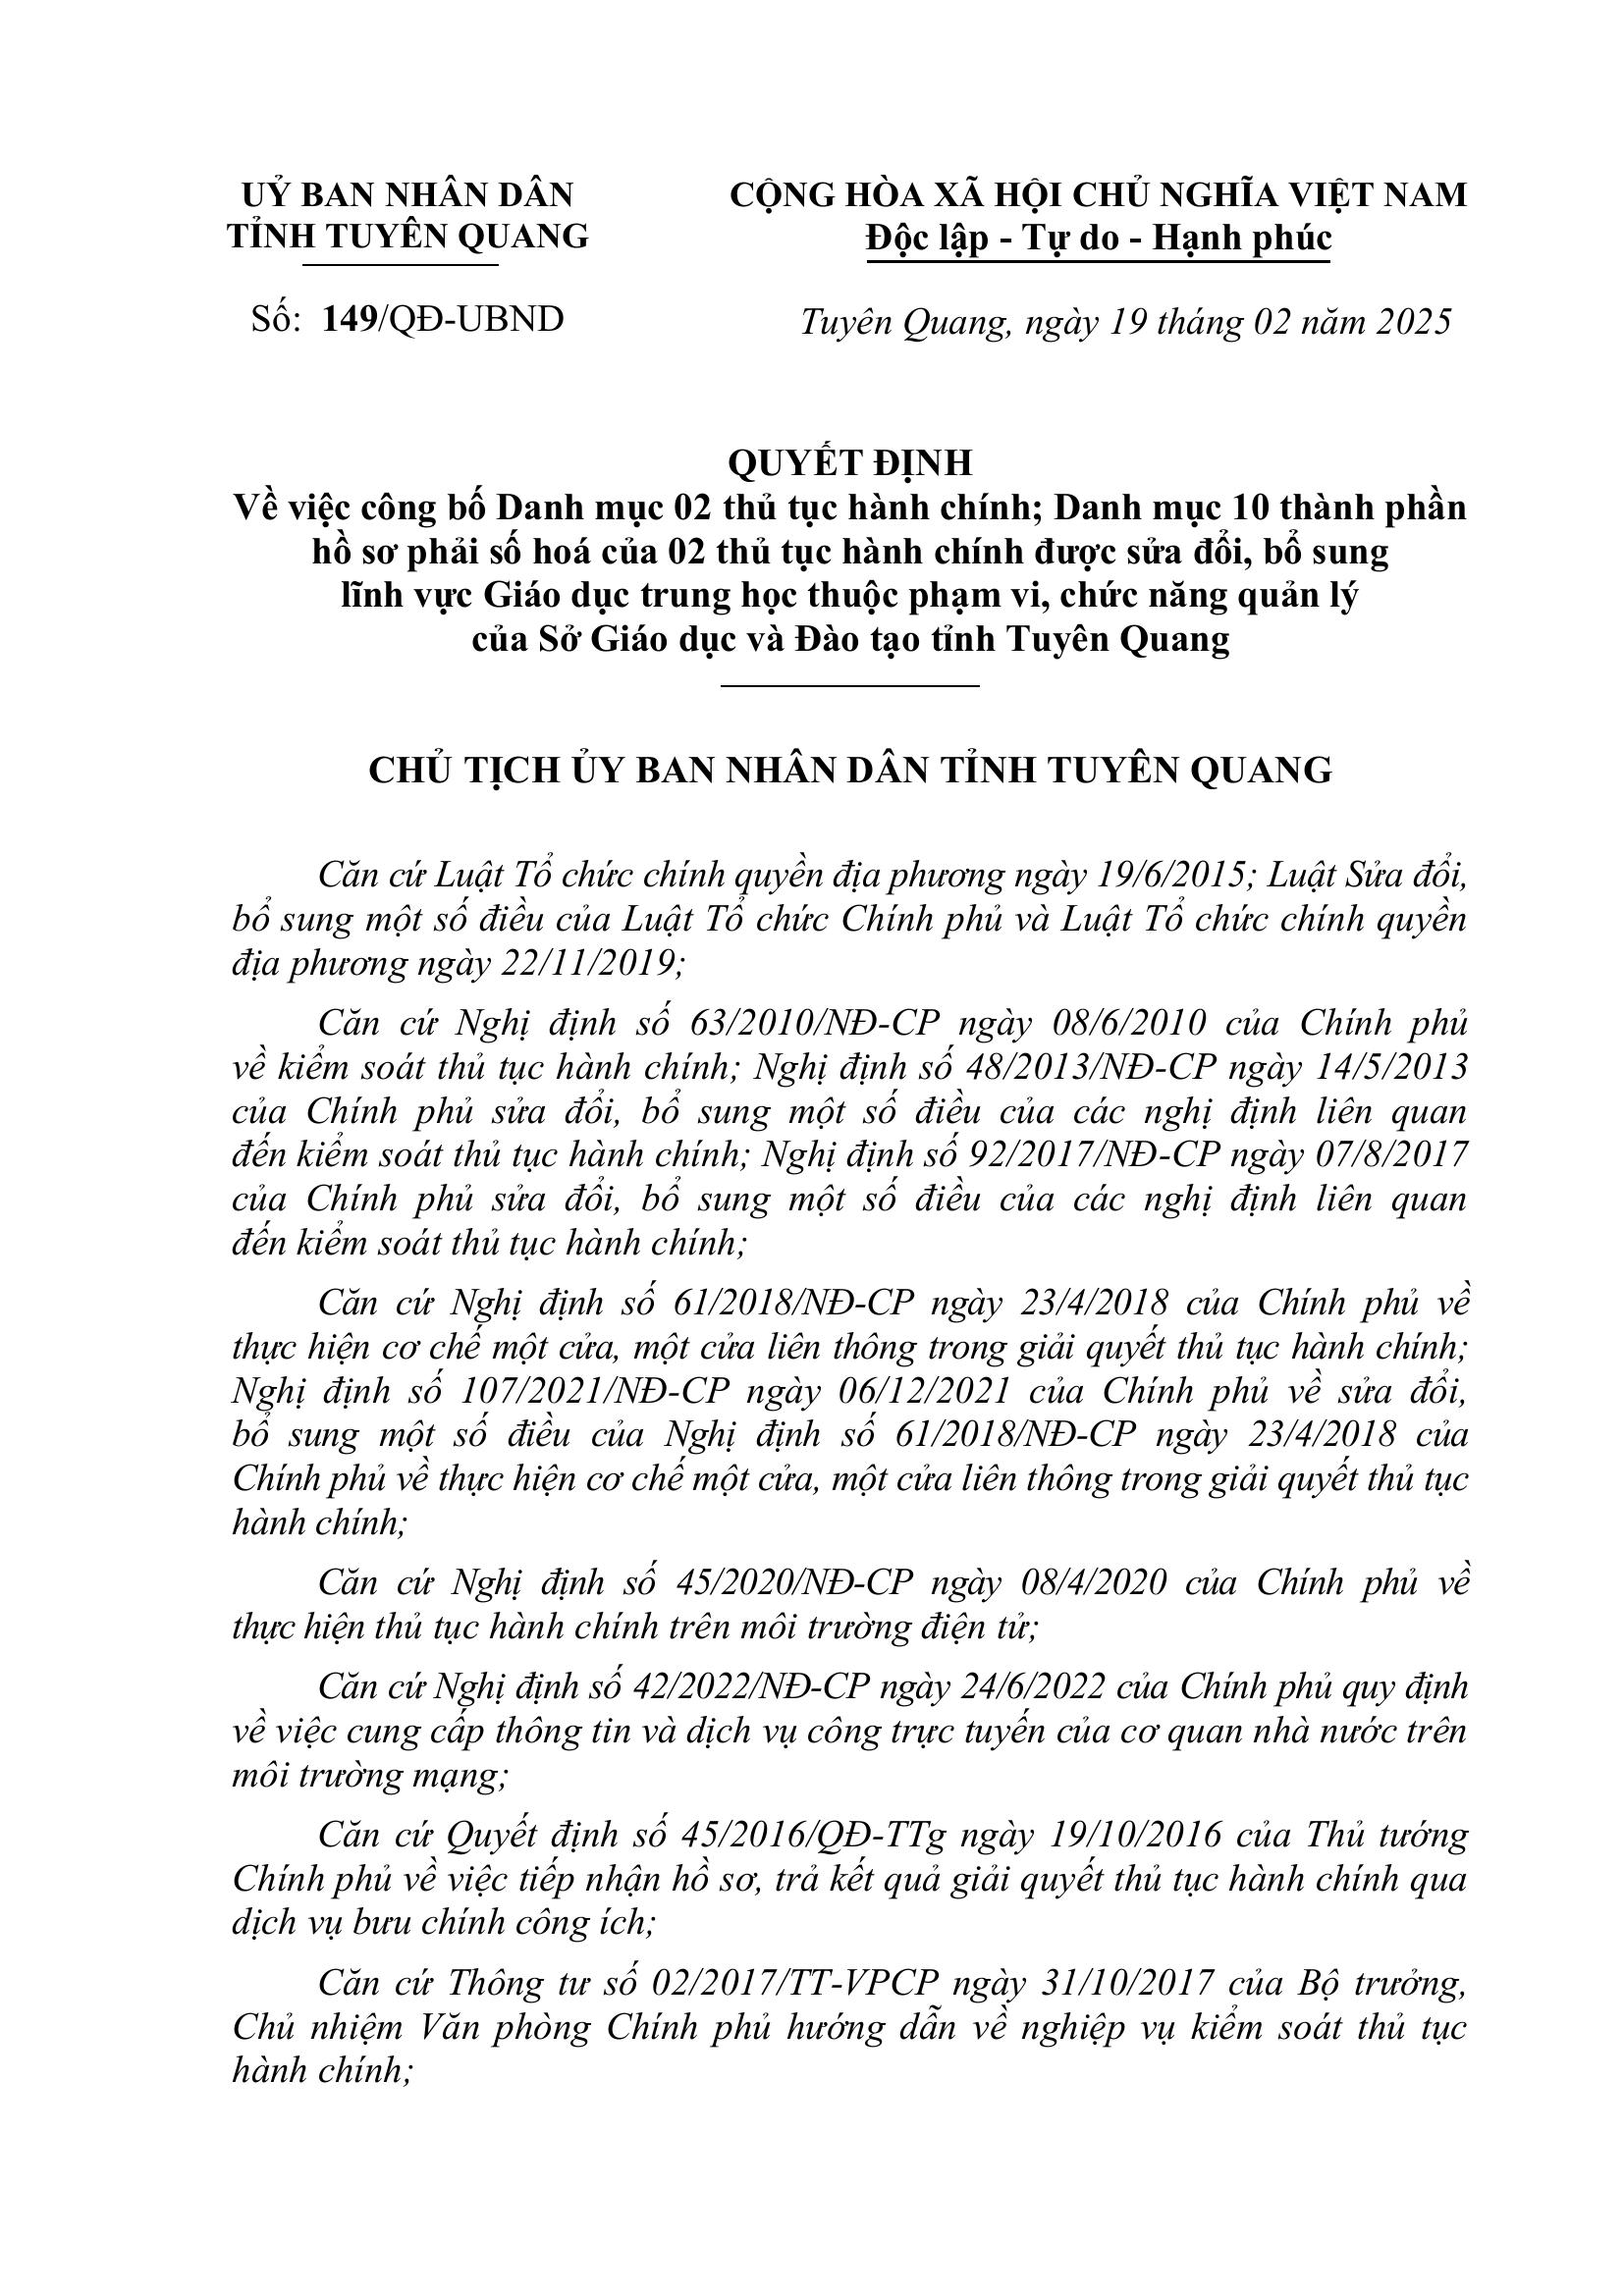 UỶ BAN NHÂN DÂN
TỈNH TUYÊN QUANG
CỘNG HÒA XÃ HỘI CHỦ NGHĨA VIỆT NAM
Độc lập - Tự do - Hạnh phúc
Số: 149/QĐ-UBND
Tuyên Quang, ngày 19 tháng 02 năm 2025
QUYẾT ĐỊNH
Về việc công bố Danh mục 02 thủ tục hành chính; Danh mục 10 thành phần
hồ sơ phải số hoá của 02 thủ tục hành chính được sửa đổi, bổ sung
lĩnh vực Giáo dục trung học thuộc phạm vi, chức năng quản lý
của Sở Giáo dục và Đào tạo tỉnh Tuyên Quang
CHỦ TỊCH ỦY BAN NHÂN DÂN TỈNH TUYÊN QUANG
Căn cứ Luật Tổ chức chính quyền địa phương ngày 19/6/2015; Luật Sửa đổi,
bổ sung một số điều của Luật Tổ chức Chính phủ và Luật Tổ chức chính quyền
địa phương ngày 22/11/2019;
Căn cứ Nghị định số 63/2010/NĐ-CP ngày 08/6/2010 của Chính phủ
về kiểm soát thủ tục hành chính; Nghị định số 48/2013/NĐ-CP ngày 14/5/2013
của Chính phủ sửa đổi, bổ sung một số điều của các nghị định liên quan
đến kiểm soát thủ tục hành chính; Nghị định số 92/2017/NĐ-CP ngày 07/8/2017
của Chính phủ sửa đổi, bổ sung một số điều của các nghị định liên quan
đến kiểm soát thủ tục hành chính;
Căn cứ Nghị định số 61/2018/NĐ-CP ngày 23/4/2018 của Chính phủ về
thực hiện cơ chế một cửa, một cửa liên thông trong giải quyết thủ tục hành chính;
Nghị định số 107/2021/NĐ-CP ngày 06/12/2021 của Chính phủ về sửa đổi,
bổ sung một số điều của Nghị định số 61/2018/NĐ-CP ngày 23/4/2018 của
Chính phủ về thực hiện cơ chế một cửa, một cửa liên thông trong giải quyết thủ tục
hành chính;
Căn cứ Nghị định số 45/2020/NĐ-CP ngày 08/4/2020 của Chính phủ về
thực hiện thủ tục hành chính trên môi trường điện tử;
Căn cứ Nghị định số 42/2022/NĐ-CP ngày 24/6/2022 của Chính phủ quy định
về việc cung cấp thông tin và dịch vụ công trực tuyến của cơ quan nhà nước trên
môi trường mạng;
Căn cứ Quyết định số 45/2016/QĐ-TTg ngày 19/10/2016 của Thủ tướng
Chính phủ về việc tiếp nhận hồ sơ, trả kết quả giải quyết thủ tục hành chính qua
dịch vụ bưu chính công ích;
Căn cứ Thông tư số 02/2017/TT-VPCP ngày 31/10/2017 của Bộ trưởng,
Chủ nhiệm Văn phòng Chính phủ hướng dẫn về nghiệp vụ kiểm soát thủ tục
hành chính;